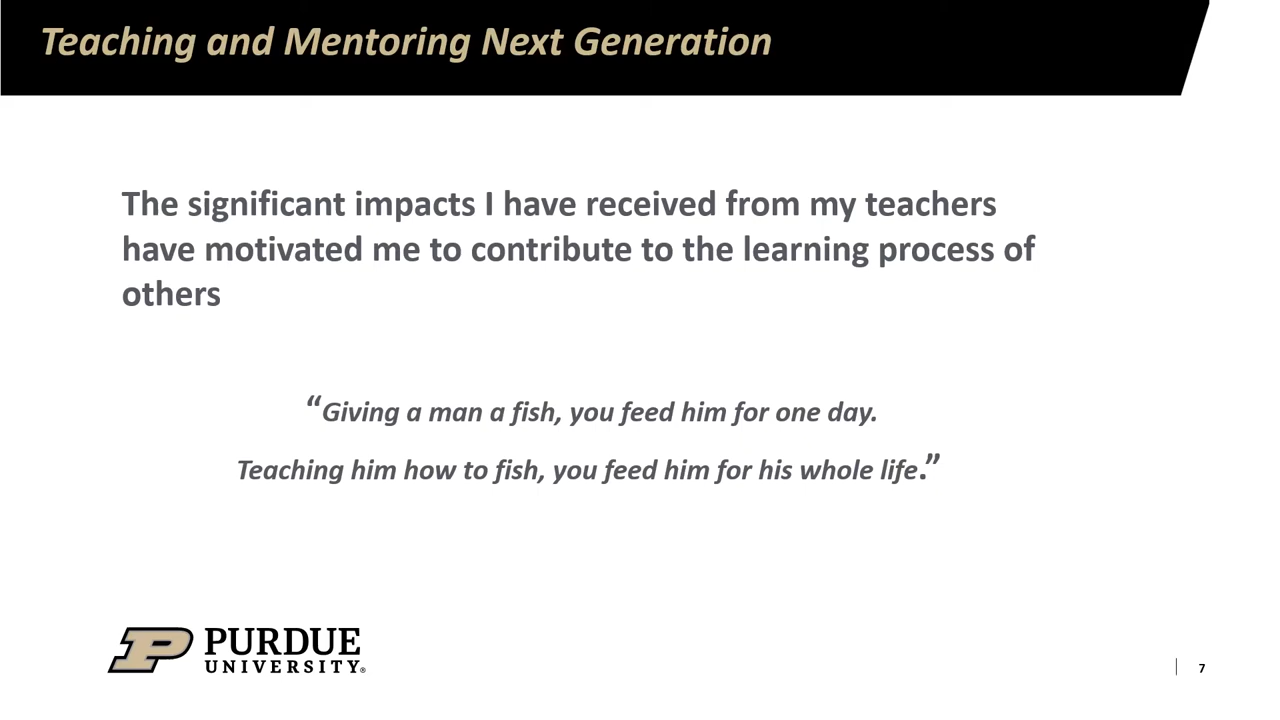 Teaching and Mentoring Next Generation
The significant impacts I have received from my teachers
have motivated me to contribute to the learning process of
others
“Giving a man a fish, you feed him for one day.
Teaching him how to fish, you feed him for his whole life.”
P PURDUE
UNIVERSITY®
7